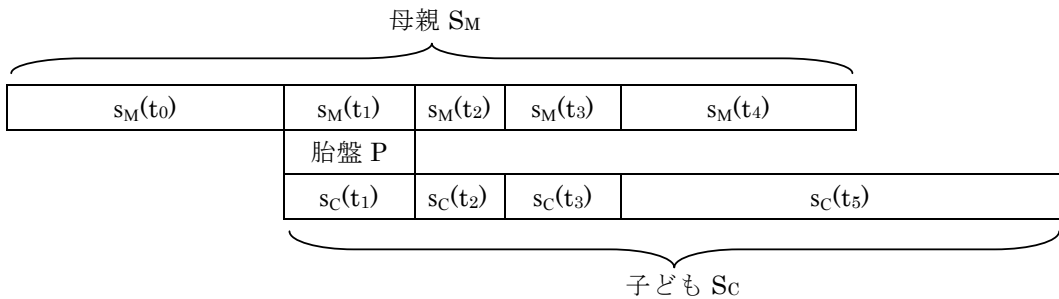 母親 SM
sM(t0) sM(t1) sM(t2) sM(t3) sM(t4)
胎盤 P
sC(t1) sC(t2) sC(t3) sC(t5)
子ども SC